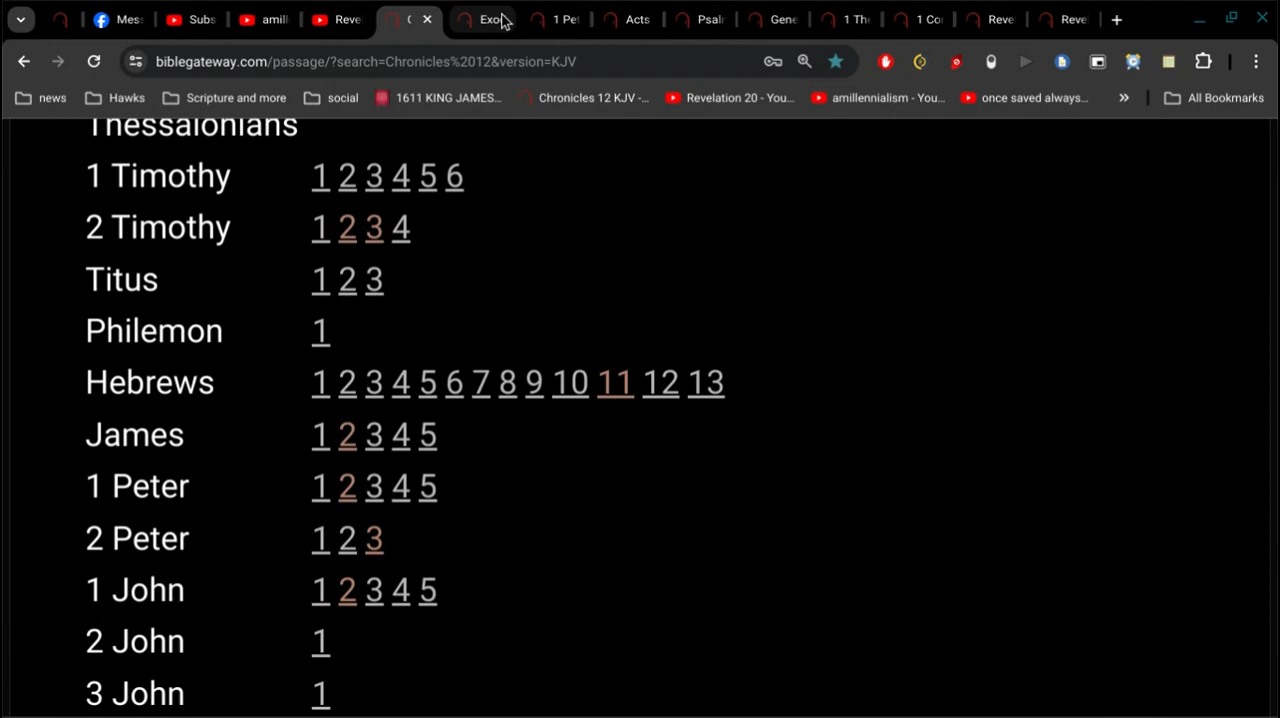 Mes Subs amill Reve ( Exo 1 Pet Acts Psalr Gene 1 Th 1 Co Reve Reve
biblegateway.com/passage/?search=Chronicles%2012&version=KJV
news Hawks Scripture and more social 1611 KING JAMES... Chronicles 12 KJV -... Revelation 20 - You... amillennialism - You... once saved always... » All Bookmarks
Thessalonians
1 Timothy 1 2 3 4 5 6
2 Timothy 1 2 3 4
Titus 1 2 3
Philemon 1
Hebrews 1 2 3 4 5 6 7 8 9 10 11 12 13
James 1 2 3 4 5
1 Peter 1 2 3 4 5
2 Peter 1 2 3
1 John 1 2 3 4 5
2 John 1
3 John 1